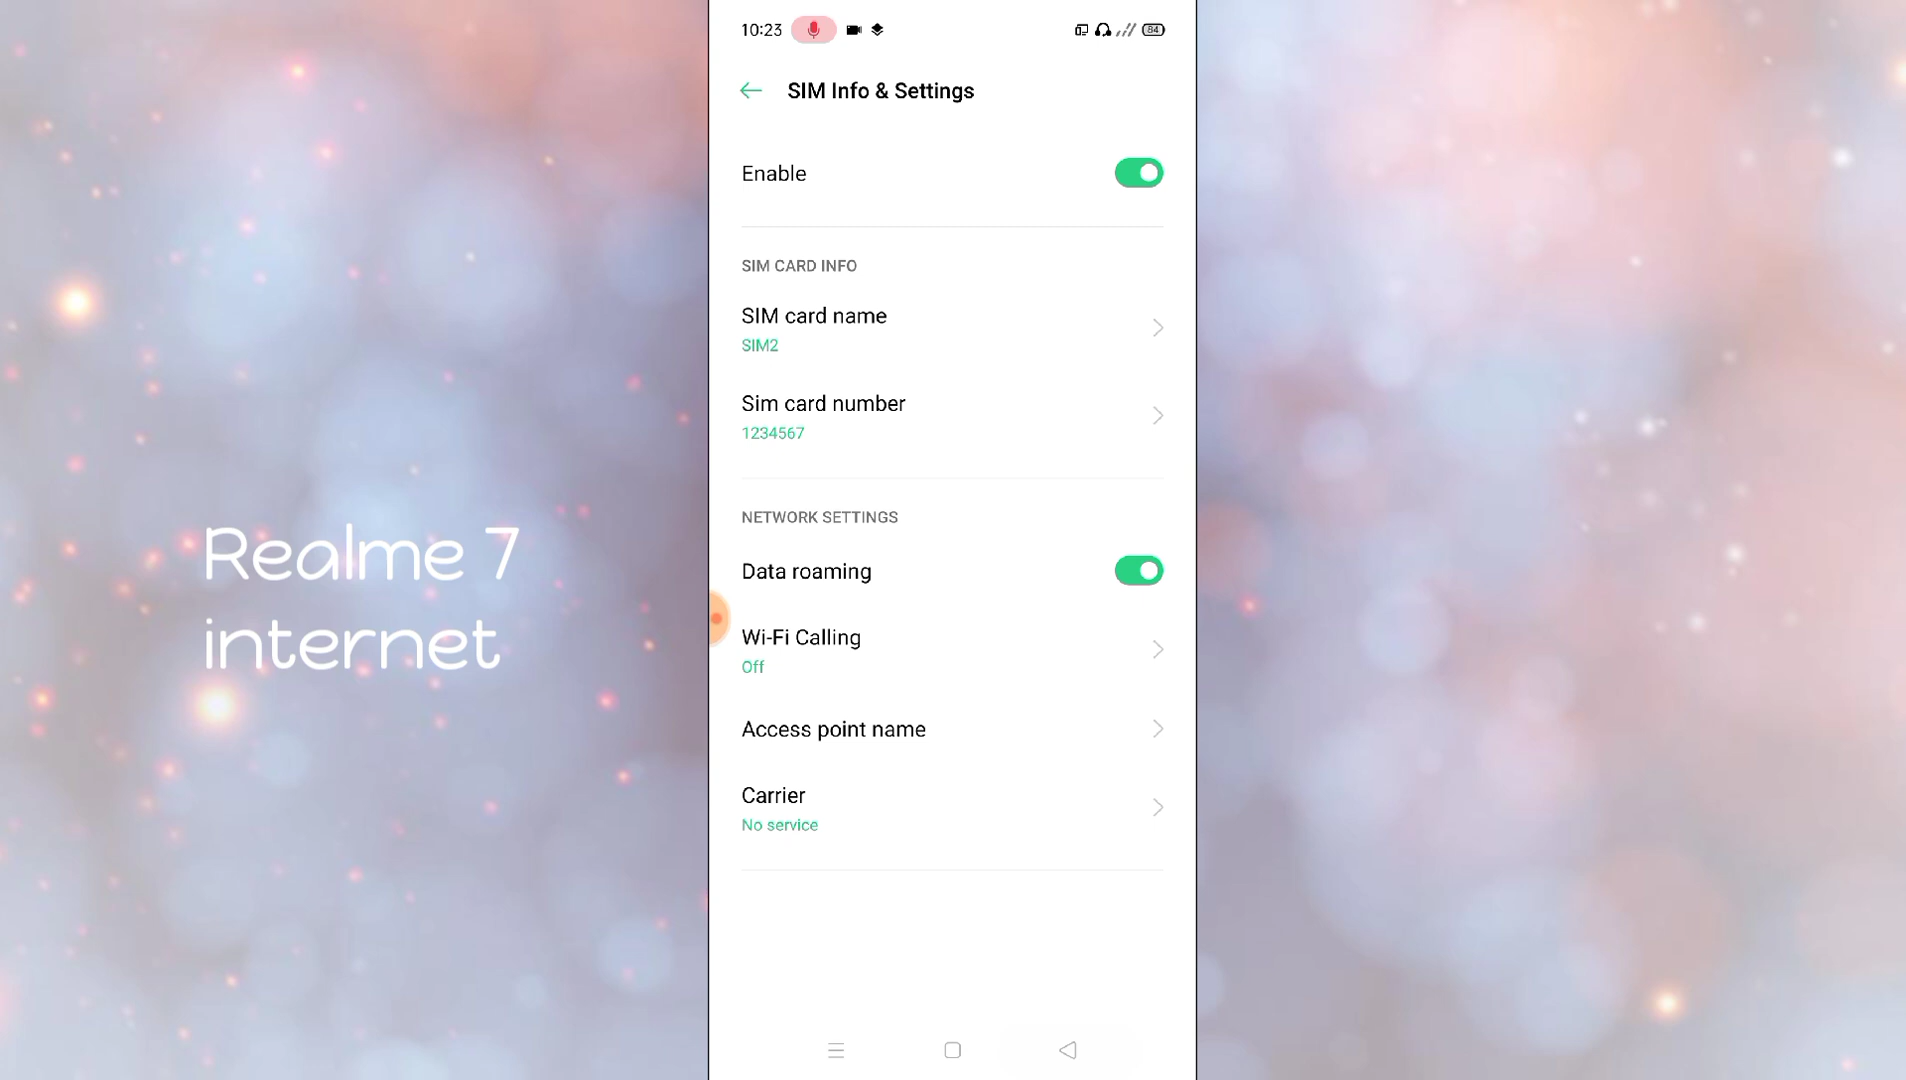 10:23
84
SIM Info & Settings
Enable
SIM CARD INFO
SIM card name
SIM2
Sim card number
1234567
NETWORK SETTINGS
Data roaming
Wi-Fi Calling
Off
Access point name
Carrier
No service
Realme 7
internet